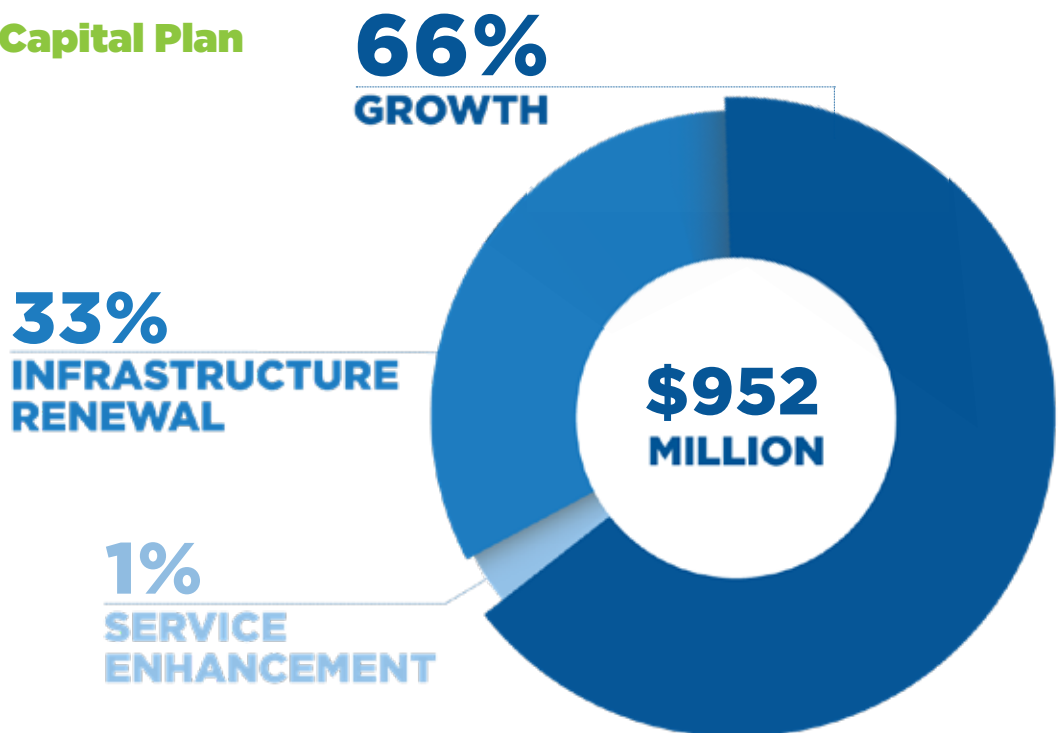 Capital Plan
66%
GROWTH
33%
INFRASTRUCTURE
RENEWAL
$952
MILLION
1%
SERVICE
ENHANCEMENT